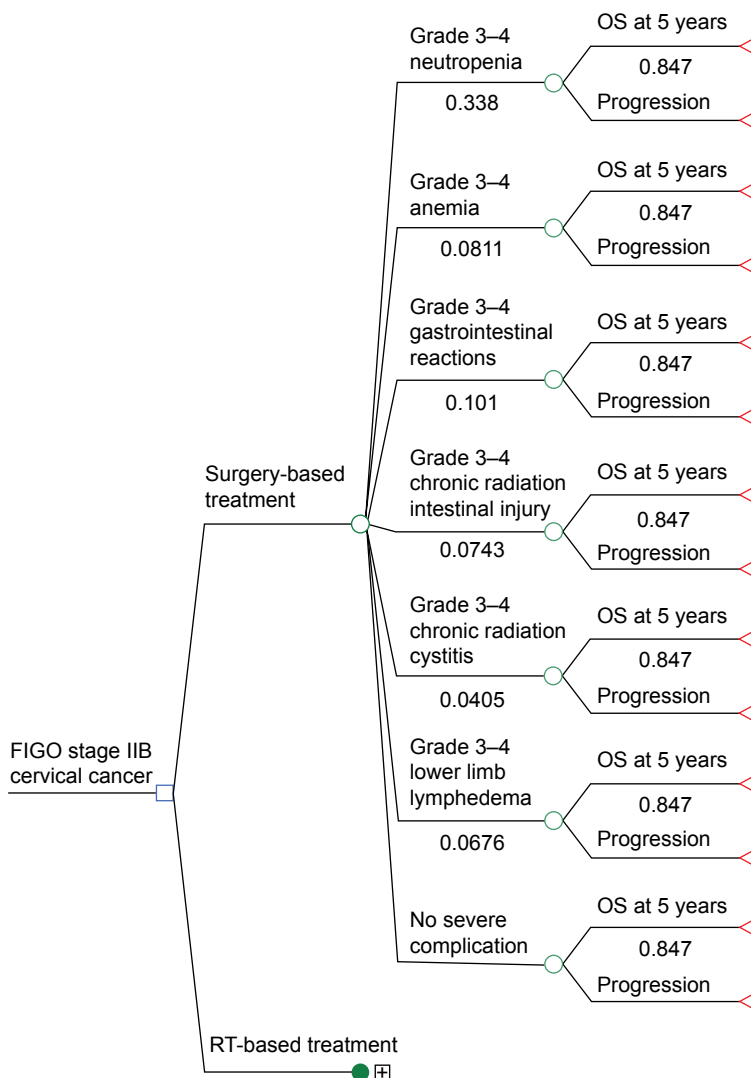 Grade 3–4
neutropenia
0.338
OS at 5 years
0.847
Progression
Grade 3–4
anemia
0.0811
OS at 5 years
0.847
Progression
Grade 3–4
gastrointestinal
reactions
0.101
OS at 5 years
0.847
Progression
Surgery-based
treatment
Grade 3–4
chronic radiation
intestinal injury
0.0743
OS at 5 years
0.847
Progression
Grade 3–4
chronic radiation
cystitis
0.0405
OS at 5 years
0.847
Progression
FIGO stage IIB
cervical cancer
Grade 3–4
lower limb
lymphedema
0.0676
OS at 5 years
0.847
Progression
No severe
complication
OS at 5 years
0.847
Progression
RT-based treatment